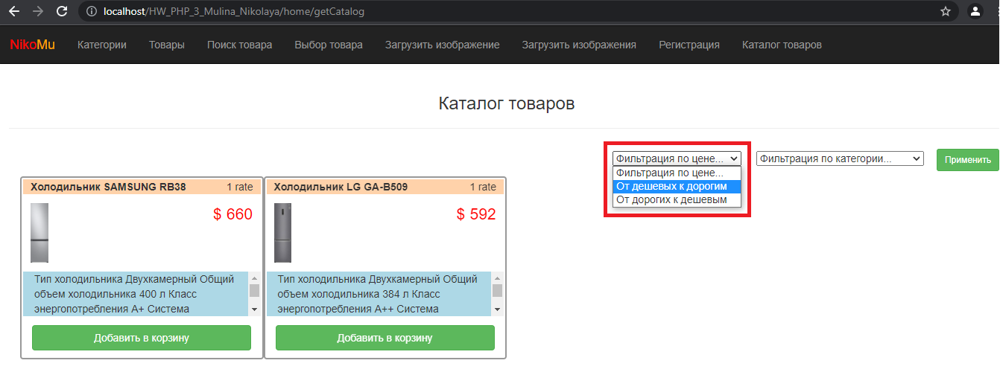 localhost/HW_PHP_3_Mulina_Nikolaya/home/getCatalog
NikoMu Категории Товары Поиск товара Выбор товара Загрузить изображение Загрузить изображения Регистрация Каталог товаров
Каталог товаров
Фильтрация по цене... Фильтрация по категории... Применить
Фильтрация по цене...
От дешевых к дорогим
От дорогих к дешевым
Холодильник SAMSUNG RB38 1 rate
$ 660
Тип холодильника Двухкамерный Общий
объем холодильника 400 л Класс
энергопотребления A+ Система
Добавить в корзину
Холодильник LG GA-B509 1 rate
$ 592
Тип холодильника Двухкамерный Общий
объем холодильника 384 л Класс
энергопотребления A++ Система
Добавить в корзину